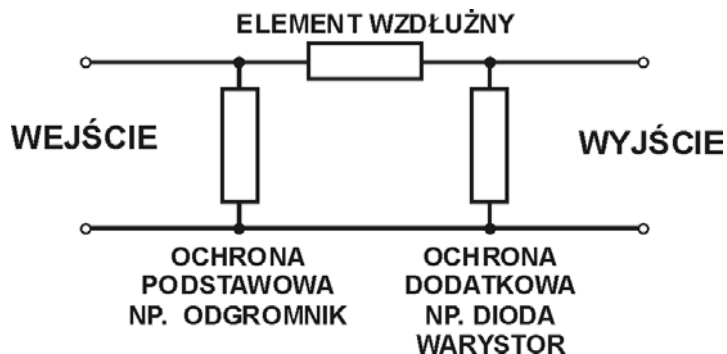 ELEMENT WZDŁUŻNY
WEJŚCIE
WYJŚCIE
OCHRONA
PODSTAWOWA
NP. ODGROMNIK
OCHRONA
DODATKOWA
NP. DIODA
WARYSTOR